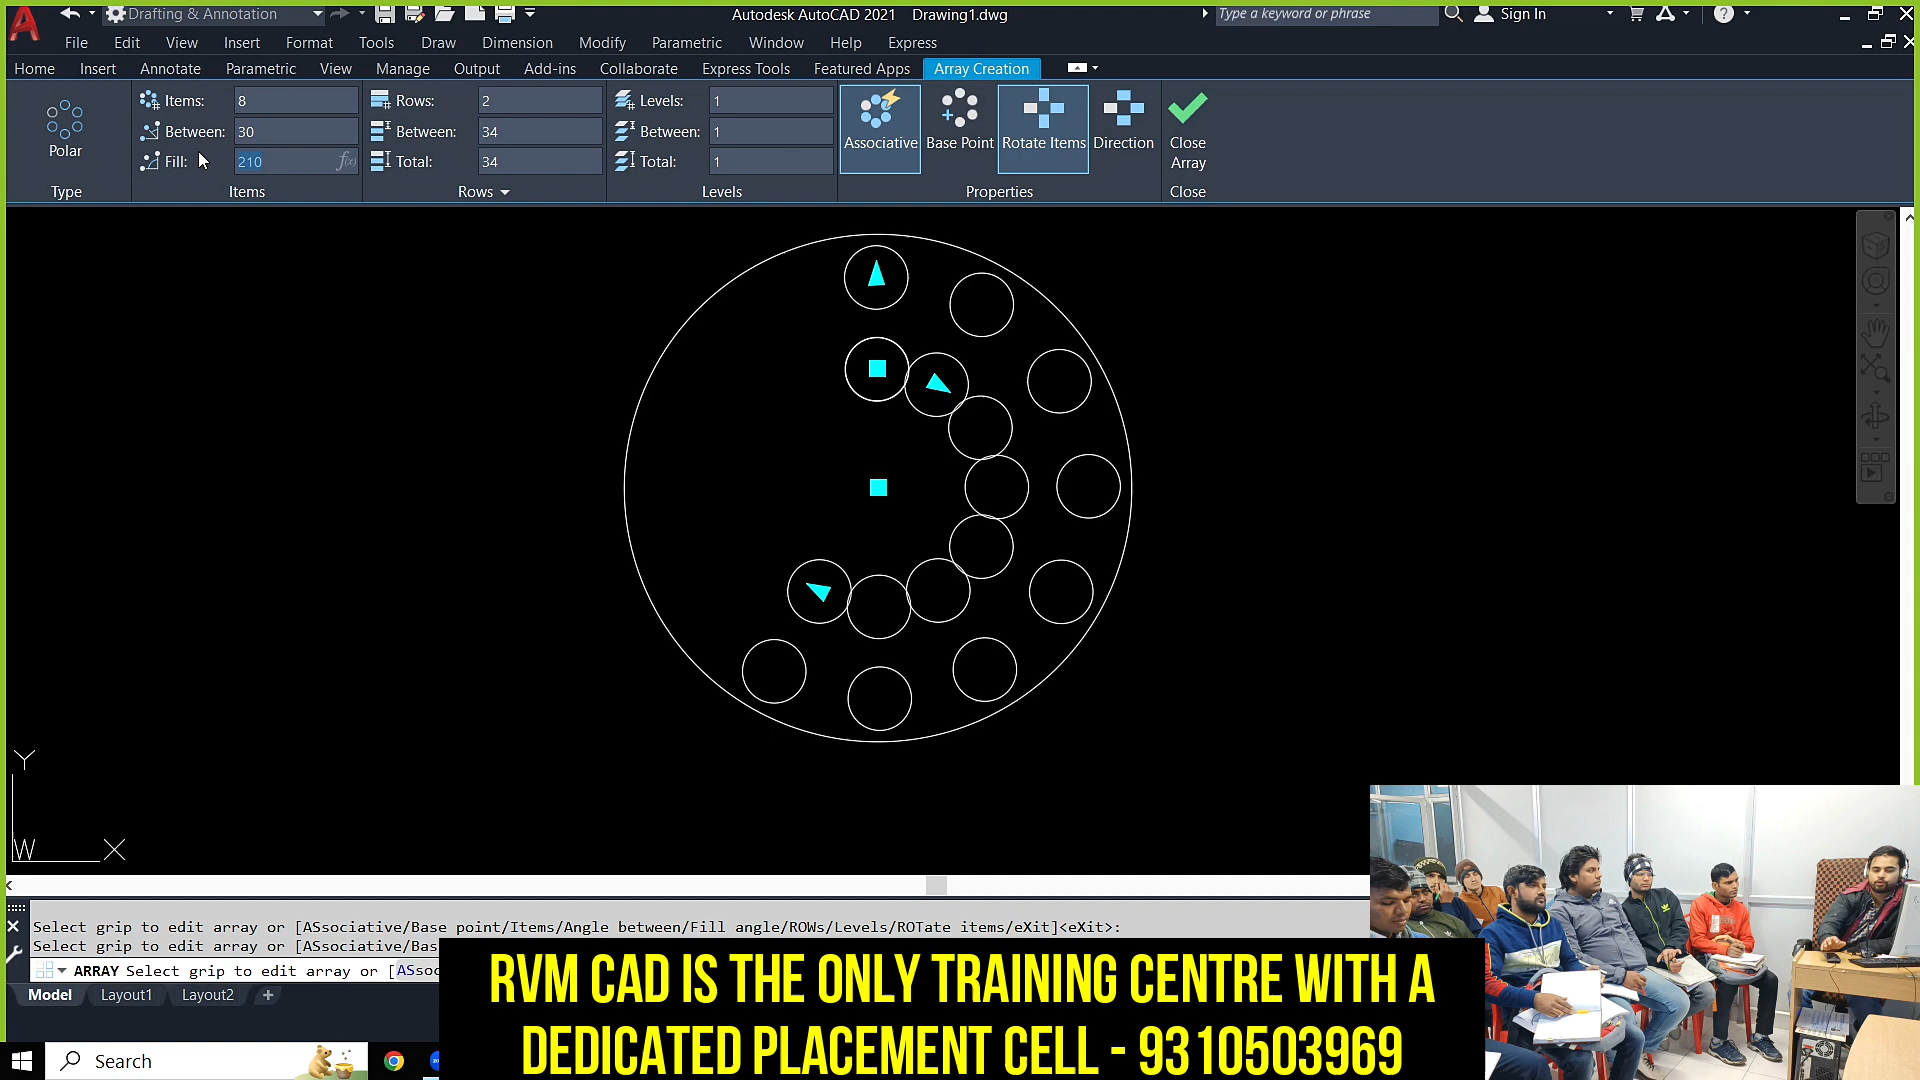 Drafting & Annotation
Autodesk AutoCAD 2021 Drawing1.dwg
Type a keyword or phrase
Sign In
File Edit View Insert Format Tools Draw Dimension Modify Parametric Window Help Express
Home Insert Annotate Parametric View Manage Output Add-ins Collaborate Express Tools Featured Apps Array Creation
Items: 8 Rows: 2 Levels: 1
Between: 30 Between: 34 Between: 1
Fill: 210 Total: 34 Total: 1
Polar
Associative Base Point Rotate Items Direction Close Array
Type Items Rows Levels Properties Close
Y
W X
Select grip to edit array or [ASsociative/Base point/Items/Angle between/Fill angle/ROWs/Levels/ROTate items/eXit]<eXit>:
Select grip to edit array or [ASsociative/Bas
ARRAY Select grip to edit array or [ASsoc
Model Layout1 Layout2 +
Search
RVM CAD IS THE ONLY TRAINING CENTRE WITH A
DEDICATED PLACEMENT CELL - 9310503969